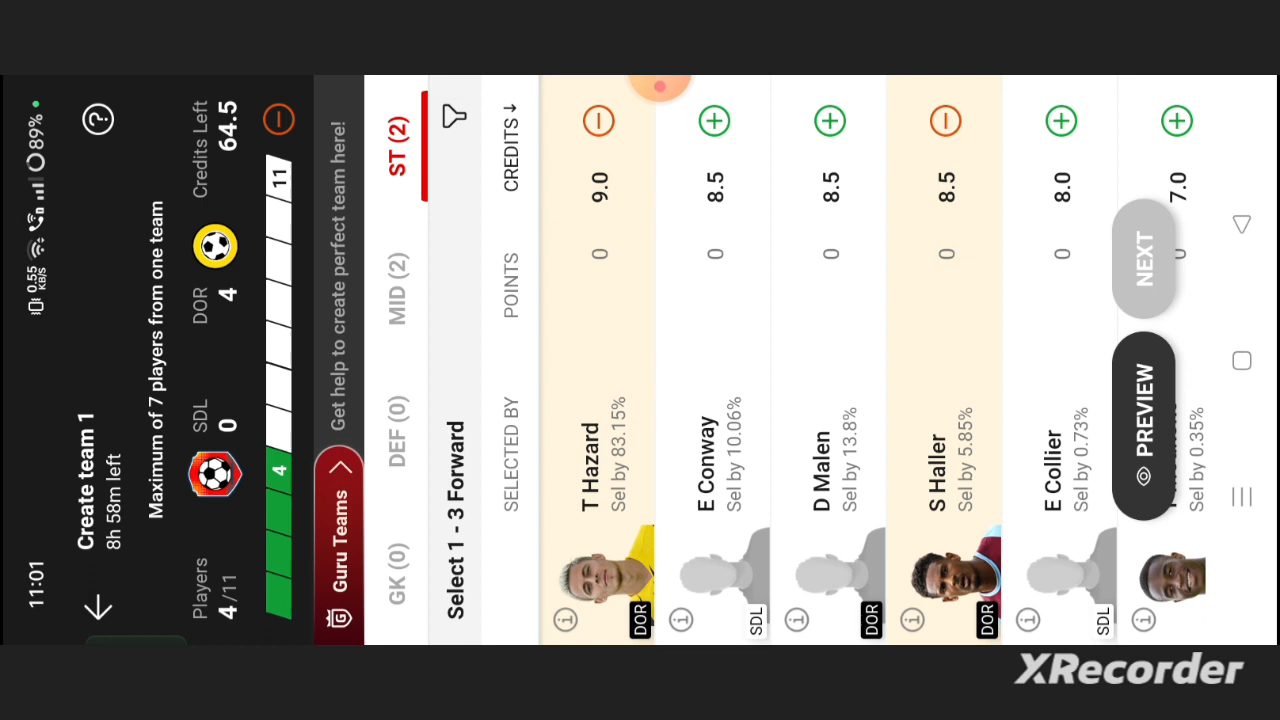 11:01
0.55 KB/S
89%
Create team 1
8h 58m left
Maximum of 7 players from one team
Players
4/11
SDL
0
DOR
4
Credits Left
64.5
4
11
Guru Teams
Get help to create perfect team here!
GK (0)
DEF (0)
MID (2)
ST (2)
Select 1 - 3 Forward
SELECTED BY
POINTS
CREDITS
T Hazard
Sel by 83.15%
DOR
0
9.0
E Conway
Sel by 10.06%
SDL
0
8.5
D Malen
Sel by 13.8%
DOR
0
8.5
S Haller
Sel by 5.85%
DOR
0
8.5
E Collier
Sel by 0.73%
SDL
0
8.0
Sel by 0.35%
0
7.0
PREVIEW
NEXT
XRecorder